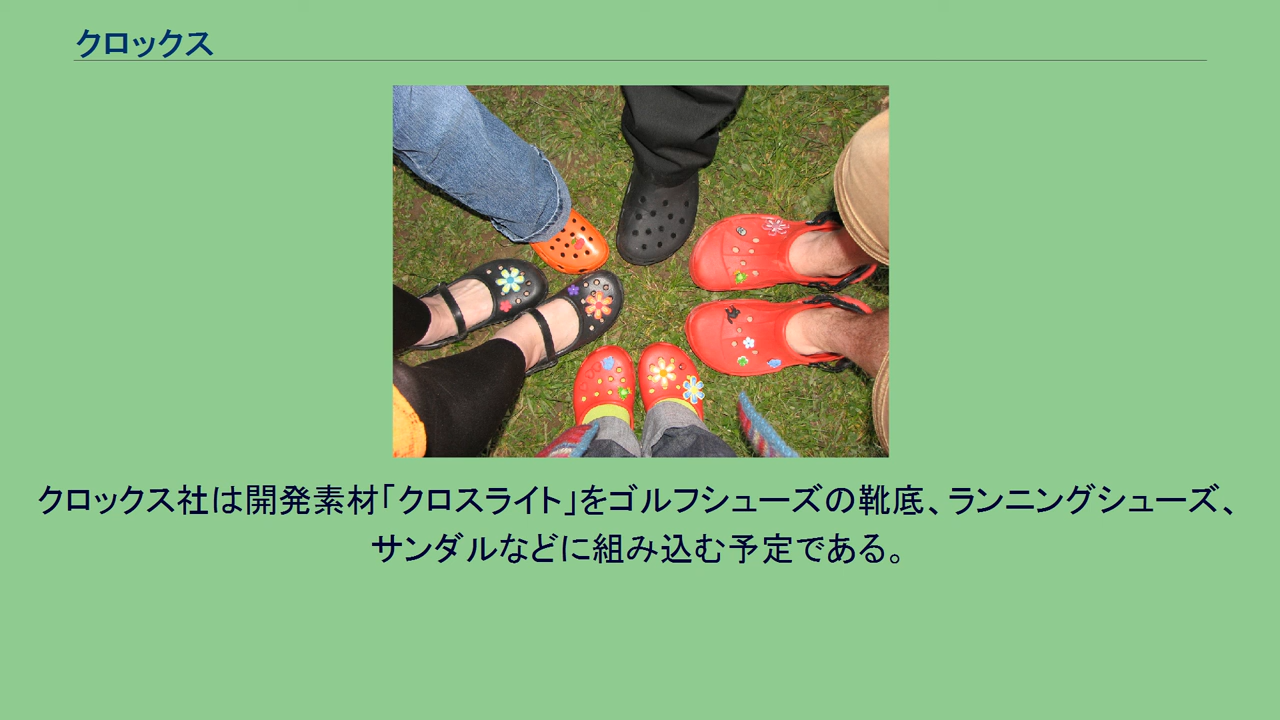 クロックス
クロックス社は開発素材｢クロスライト｣をゴルフシューズの靴底、ランニングシューズ、
サンダルなどに組み込む予定である。